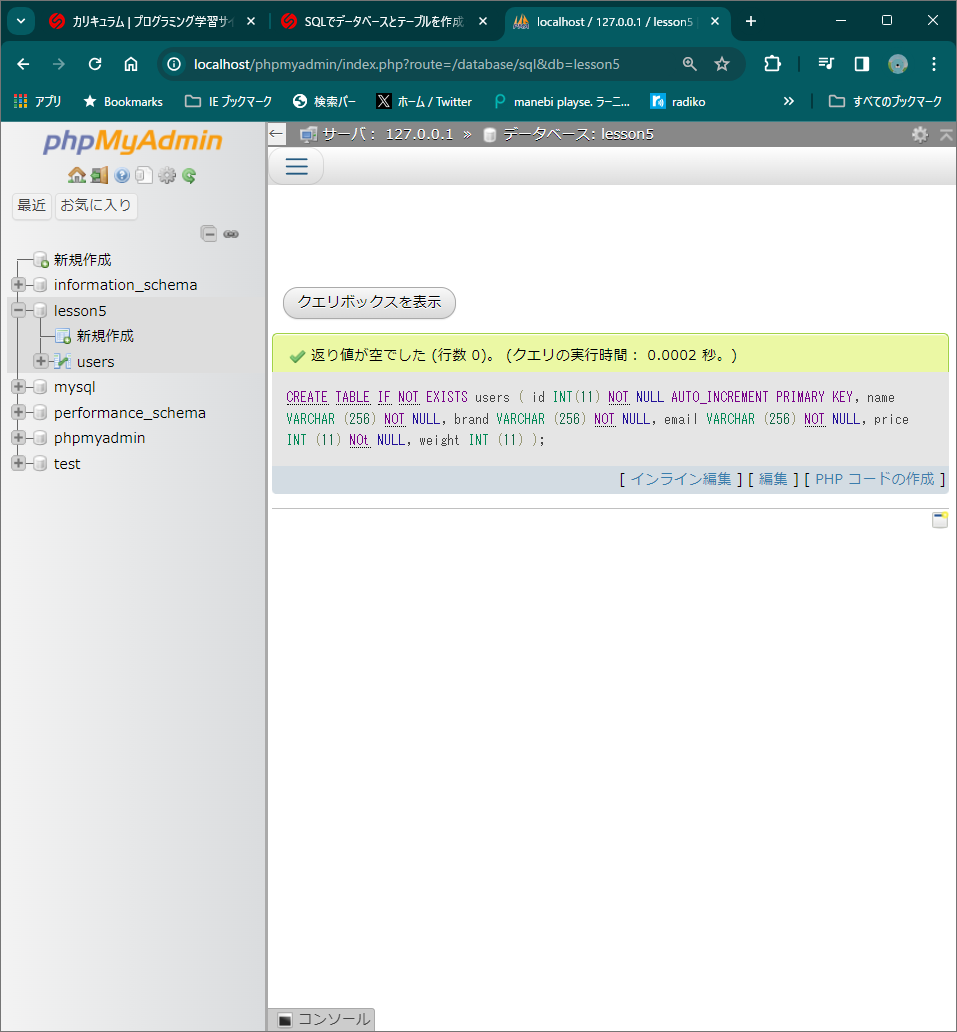 カリキュラム | プログラミング学習サイ
SQLでデータベースとテーブルを作成
localhost / 127.0.0.1 / lesson5
localhost/phpmyadmin/index.php?route=/database/sql&db=lesson5
アプリ
Bookmarks
IE ブックマーク
検索バー
ホーム / Twitter
manebi playse. ラーニ...
radiko
»
すべてのブックマーク
phpMyAdmin
最近
お気に入り
新規作成
information_schema
lesson5
新規作成
users
mysql
performance_schema
phpmyadmin
test
サーバ: 127.0.0.1 » データベース: lesson5
クエリボックスを表示
返り値が空でした (行数 0)。 (クエリの実行時間: 0.0002 秒。)
CREATE TABLE IF NOT EXISTS users ( id INT(11) NOT NULL AUTO_INCREMENT PRIMARY KEY, name
VARCHAR (256) NOT NULL, brand VARCHAR (256) NOT NULL, email VARCHAR (256) NOT NULL, price
INT (11) NOt NULL, weight INT (11) );
[ インライン編集 ] [ 編集 ] [ PHP コードの作成 ]
コンソール